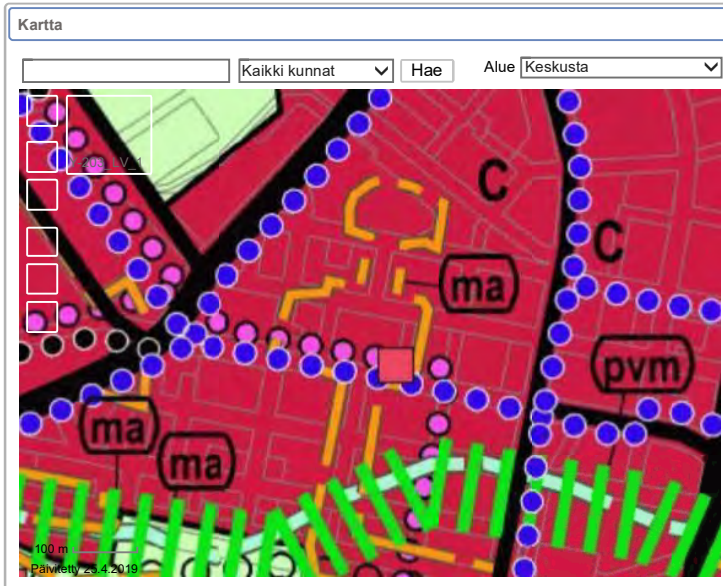 Kartta
Kaikki kunnat Hae Alue Keskusta
C
C
ma
pvm
ma
ma
100 m
Päivitetty 25.4.2019